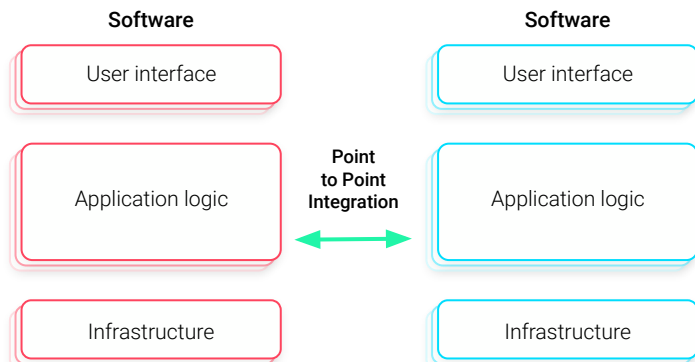 Software
Software
User interface
User interface
Point
to Point
Integration
Application logic
Application logic
Infrastructure
Infrastructure